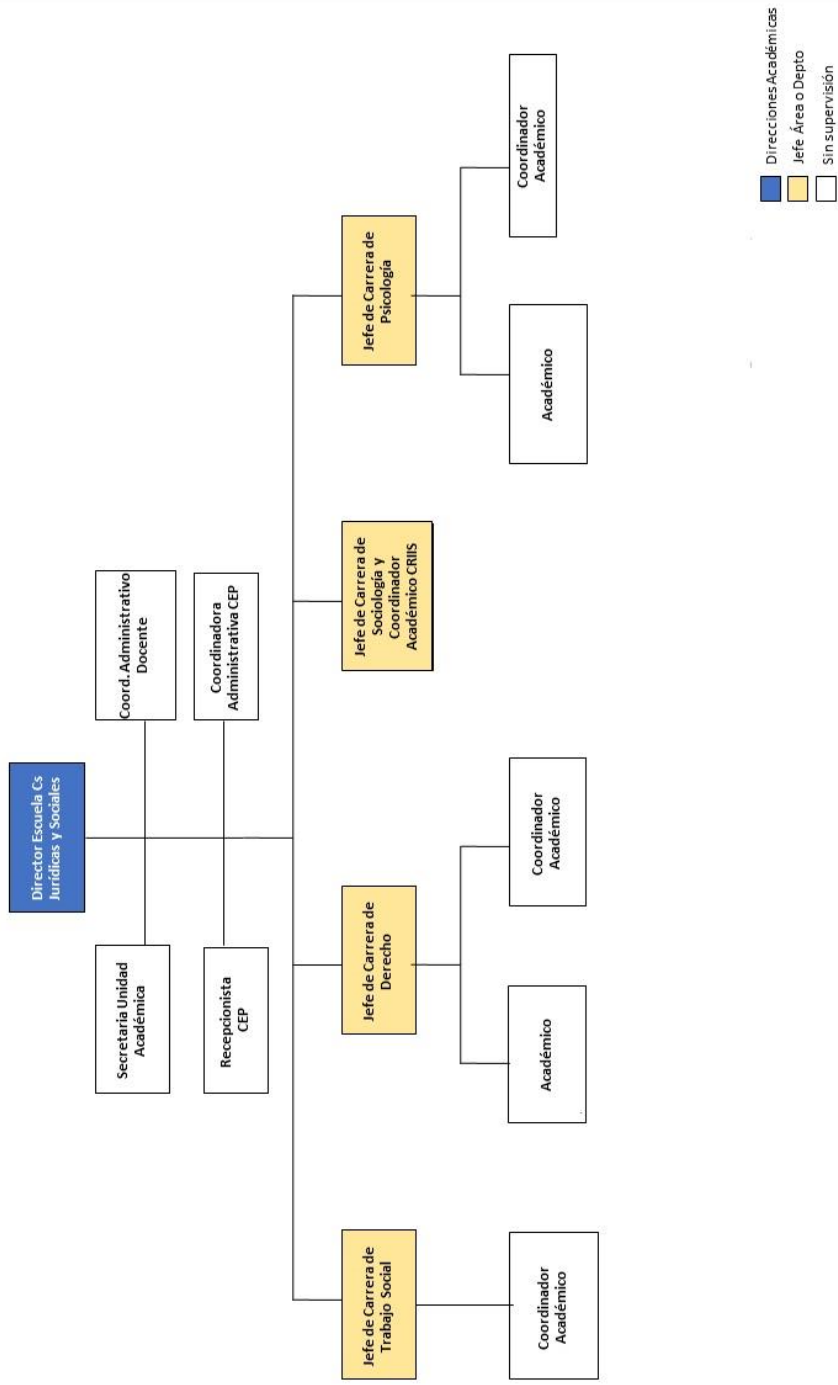 Director Escuela Cs
Jurídicas y Sociales
Secretaria Unidad
Académica
Coord. Administrativo
Docente
Recepcionista
CEP
Coordinadora
Administrativa CEP
Jefe de Carrera de
Trabajo Social
Jefe de Carrera de
Derecho
Jefe de Carrera de
Sociología y
Coordinador
Académico CRIIS
Jefe de Carrera de
Psicología
Coordinador
Académico
Académico
Coordinador
Académico
Académico
Coordinador
Académico
Direcciones Académicas
Jefe Área o Depto
Sin supervisión